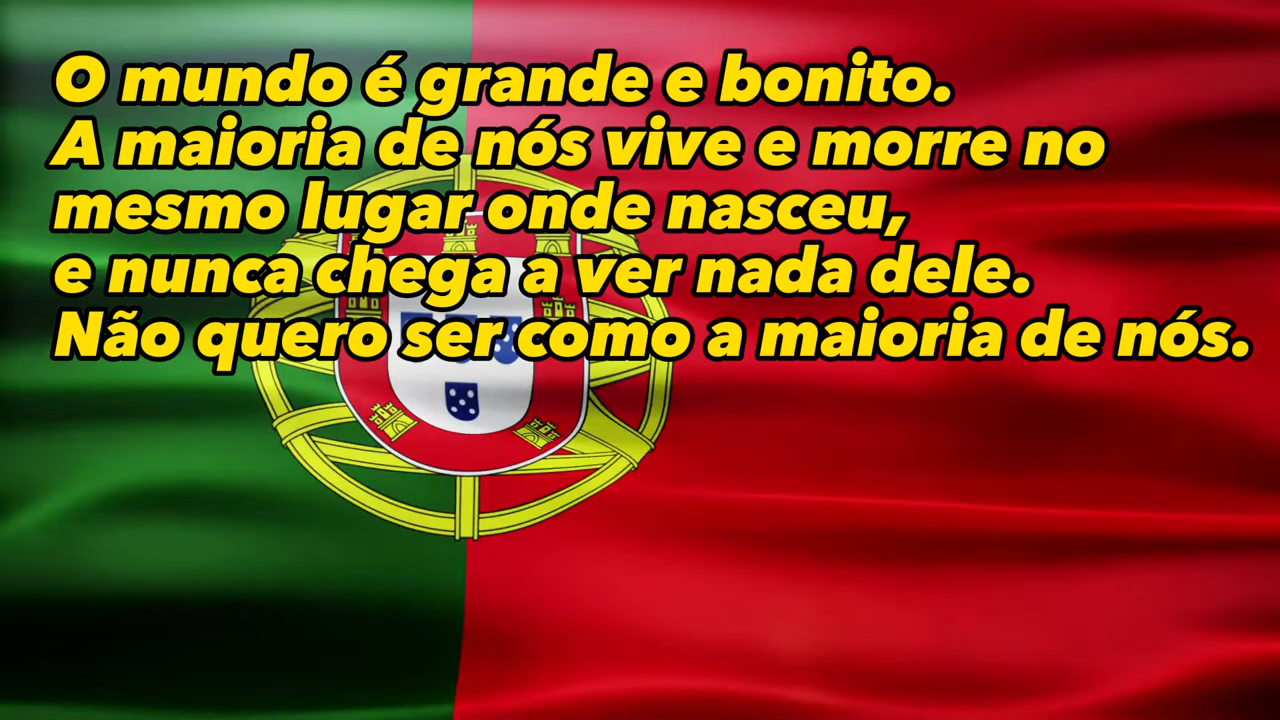 O mundo é grande e bonito.
A maioria de nós vive e morre no
mesmo lugar onde nasceu,
e nunca chega a ver nada dele.
Não quero ser como a maioria de nós.